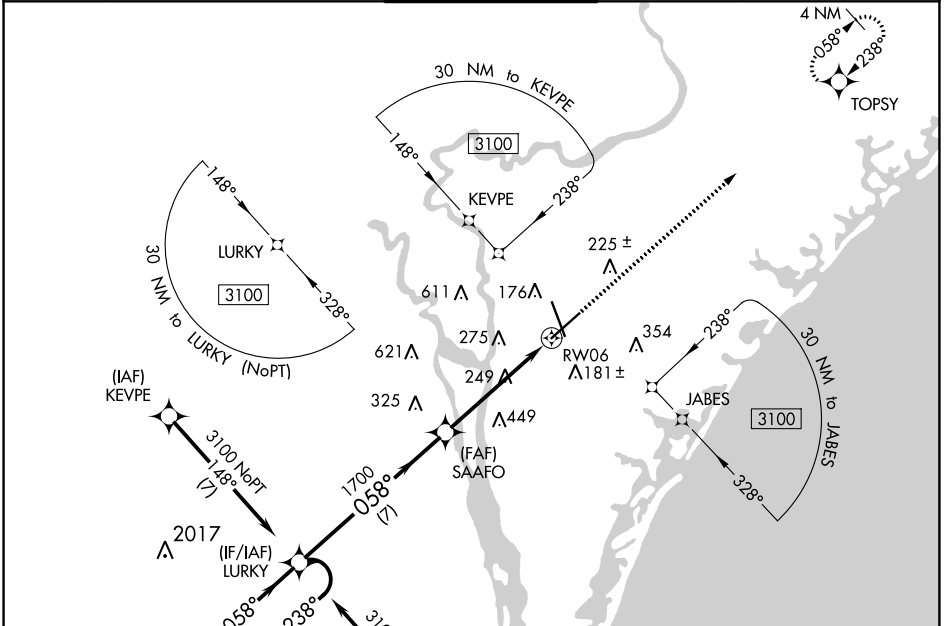 4 NM
058°
238°
TOPSY
30 NM to KEVPE
3100
148°
238°
KEVPE
148°
LURKY
3100
328°
30 NM to LURKY (NoPT)
225 ±
611
176
275
354
RW06
181 ±
621
249
325
449
238°
30 NM to JABES
JABES
3100
328°
(IAF)
KEVPE
3100 NoPT
148°
(7)
(FAF)
SAAFO
1700
058°
(7)
2017
(IF/IAF)
LURKY
058°
238°